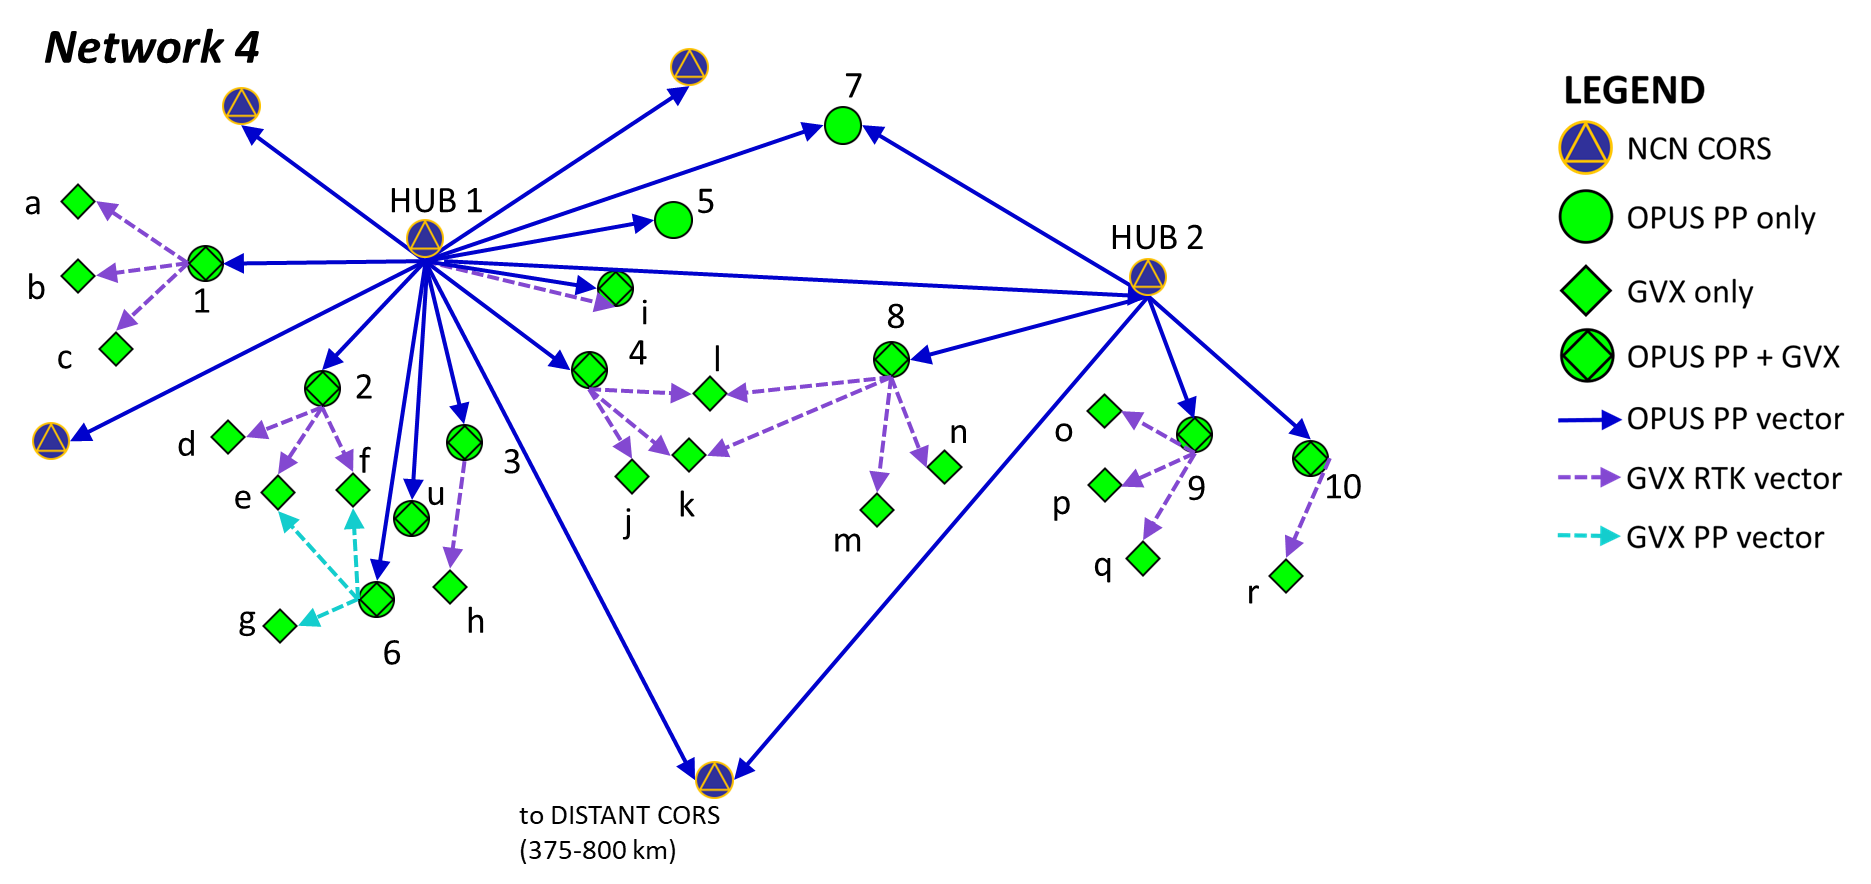 Network 4
7
a
HUB 1
5
HUB 2
b
1
i
8
c
4
l
2
d
f
3
n
o
e
u
p
9
10
j
k
m
q
r
g
h
6
to DISTANT CORS
(375-800 km)
LEGEND
NCN CORS
OPUS PP only
GVX only
OPUS PP + GVX
OPUS PP vector
GVX RTK vector
GVX PP vector